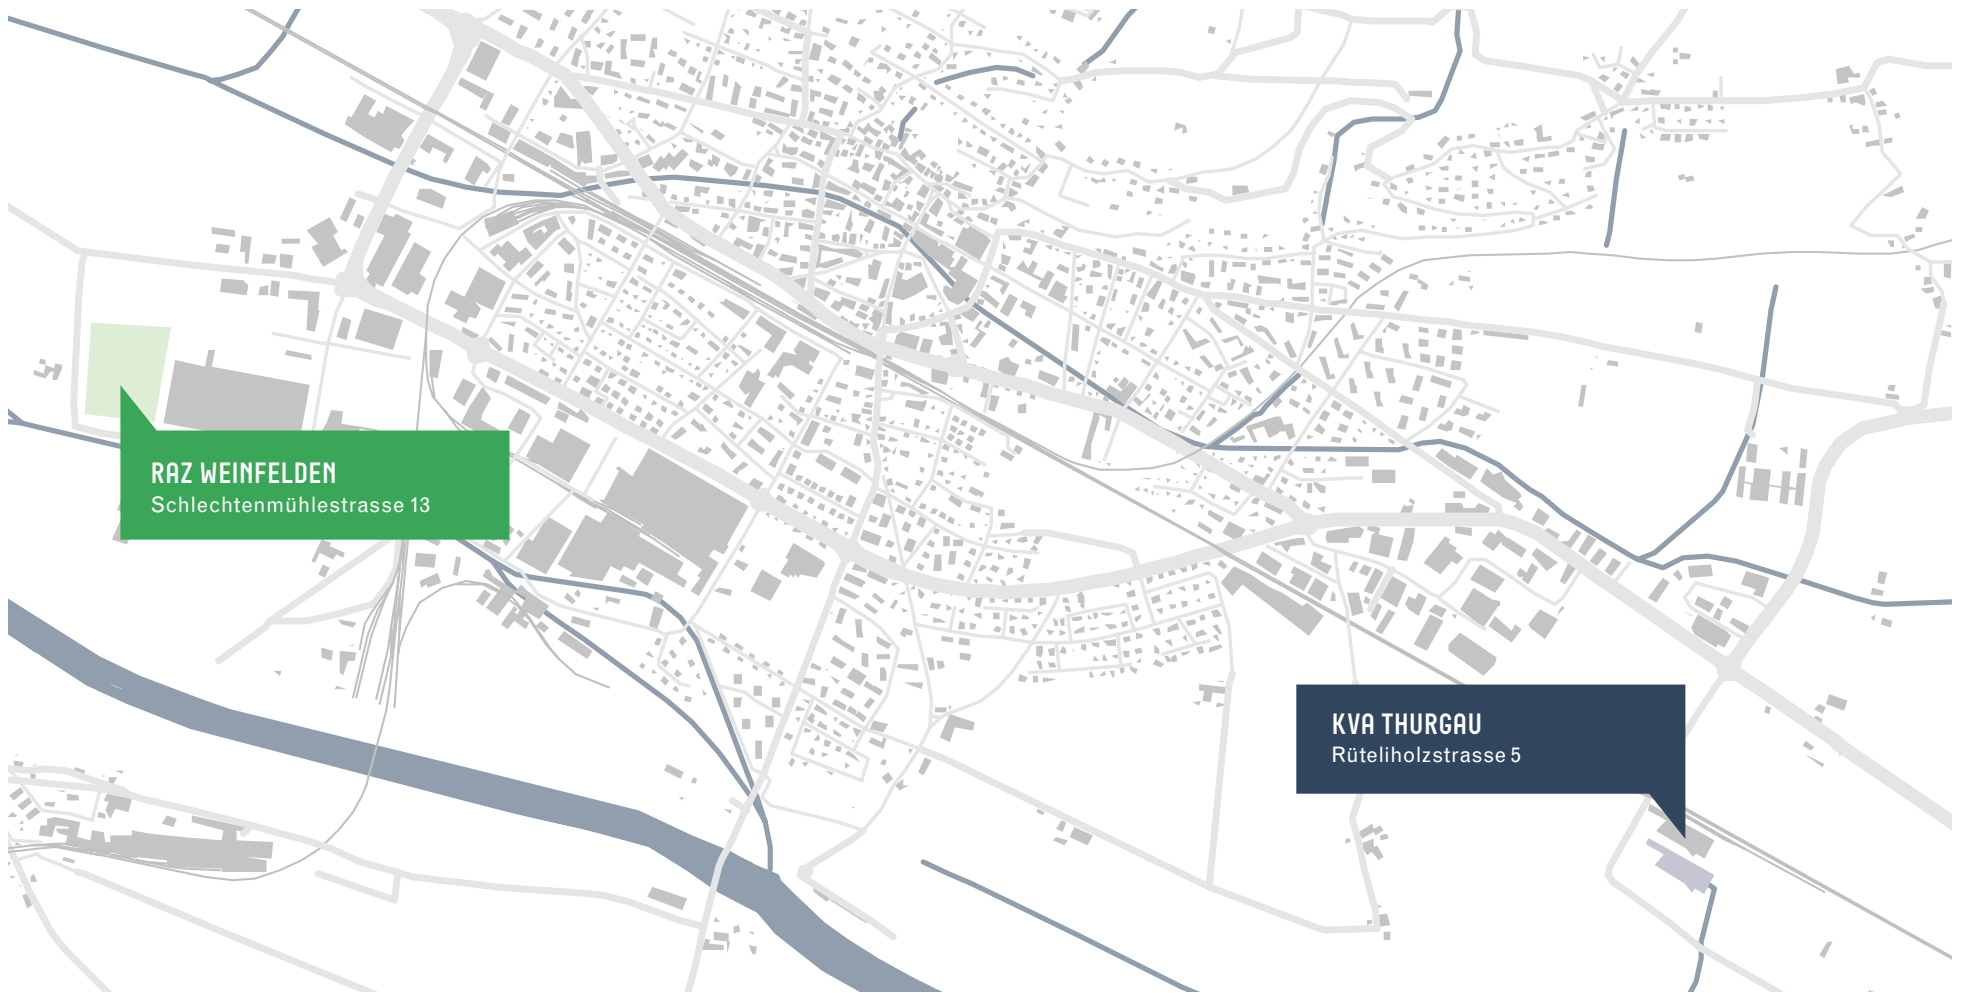 RAZ WEINFELDEN
Schlechtenmühlestrasse 13
KVA THURGAU
Rüteliholzstrasse 5